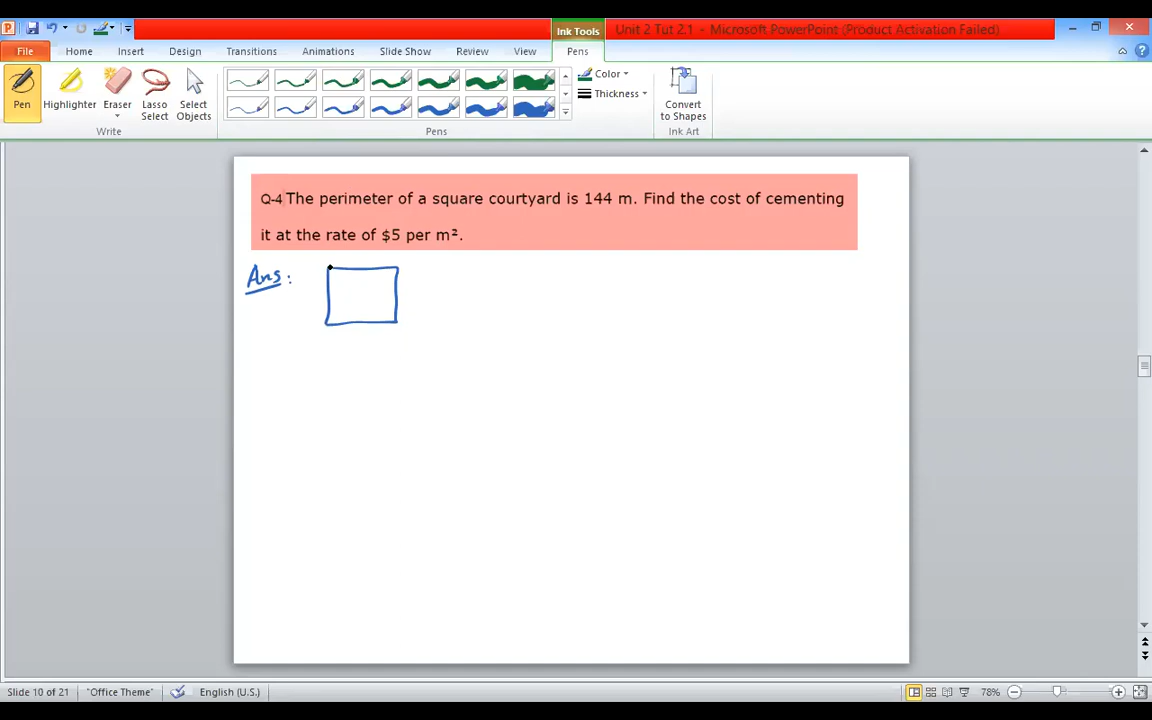 Ink Tools
Unit 2 Tut 2.1 - Microsoft PowerPoint (Product Activation Failed)
File Home Insert Design Transitions Animations Slide Show Review View Pens
Pen Highlighter Eraser Lasso Select Select Objects
Color
Thickness
Convert to Shapes
Write Pens Ink Art
Q-4 The perimeter of a square courtyard is 144 m. Find the cost of cementing
it at the rate of $5 per m².
Ans:
Slide 10 of 21 "Office Theme" English (U.S.) 78%